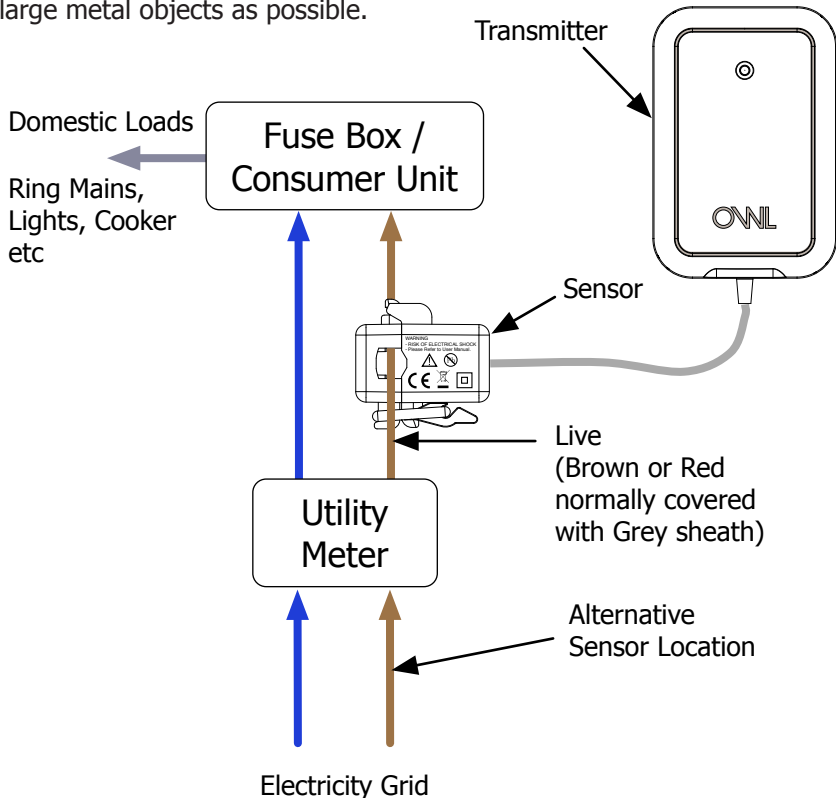 large metal objects as possible.
Transmitter
Domestic Loads
Ring Mains,
Lights, Cooker
etc
Fuse Box /
Consumer Unit
OWL
Sensor
WARNING
- RISK OF ELECTRICAL SHOCK
- Please Refer to User Manual.
CE
Live
(Brown or Red
normally covered
with Grey sheath)
Utility
Meter
Alternative
Sensor Location
Electricity Grid